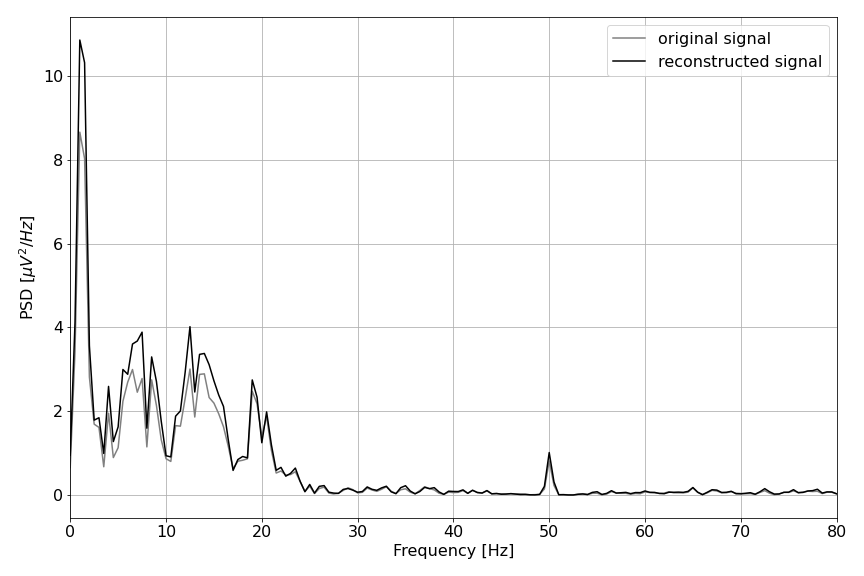 original signal
reconstructed signal
PSD [μV²/Hz]
10
8
6
4
2
0
0 10 20 30 40 50 60 70 80
Frequency [Hz]